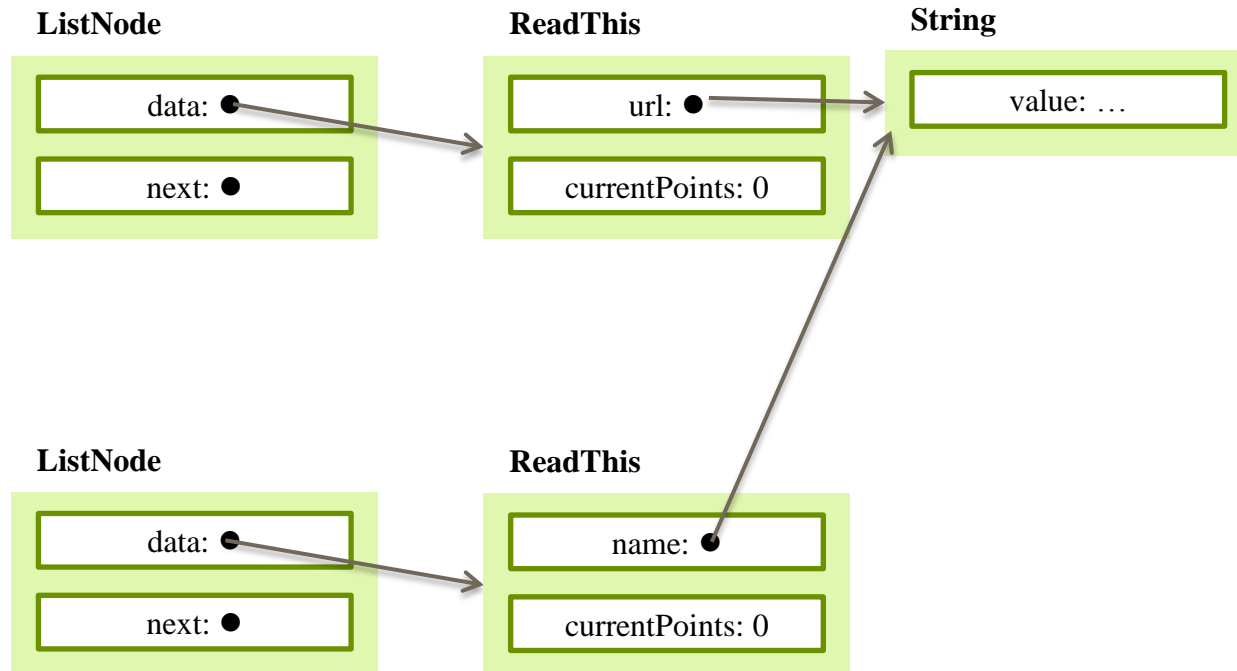 ListNode
ReadThis
String
data: ●
url: ●
value: …
next: ●
currentPoints: 0
ListNode
ReadThis
data: ●
name: ●
next: ●
currentPoints: 0